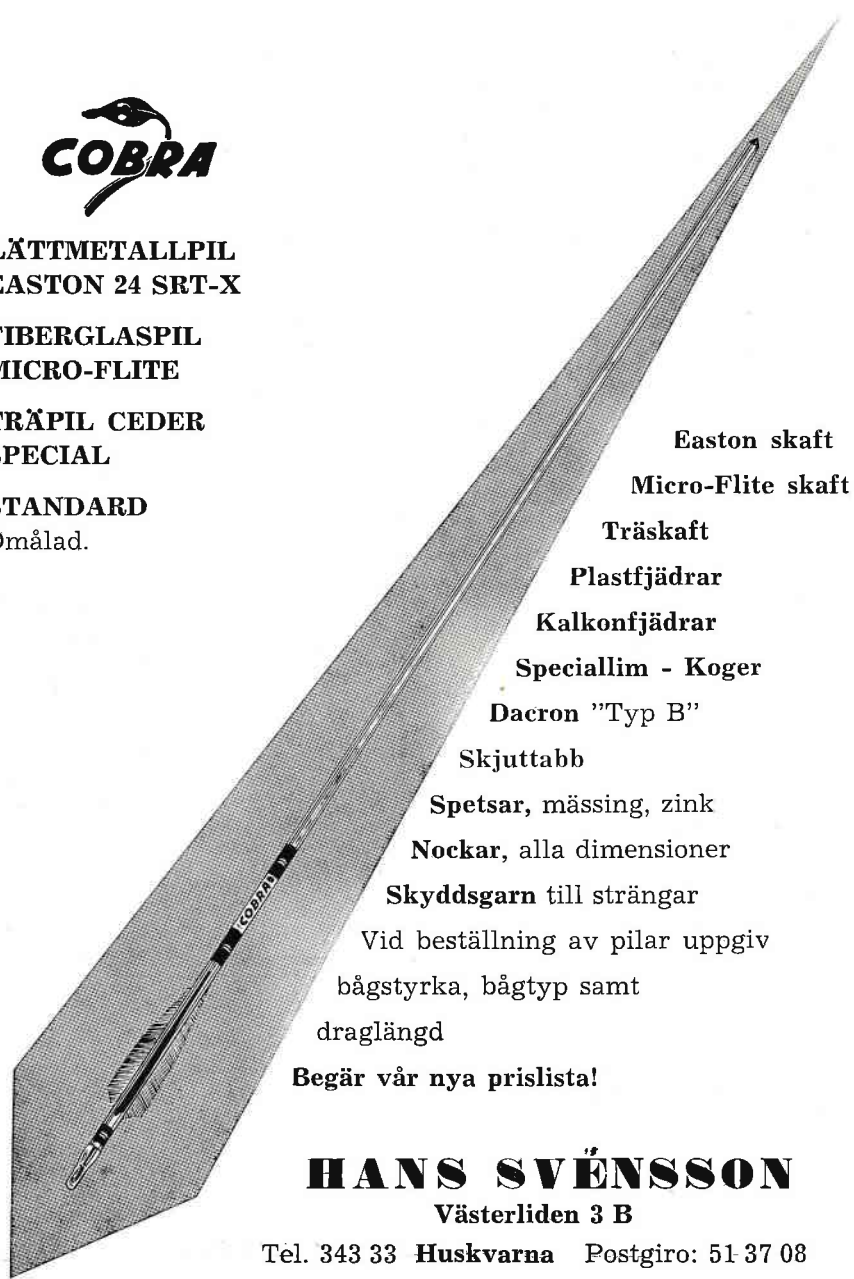 COBRA
LÄTTMETALLPIL
EASTON 24 SRT-X
FIBERGLASPIL
MICRO-FLITE
TRÄPIL CEDER
SPECIAL
STANDARD
Omålad.
Easton skaft
Micro-Flite skaft
Träskaft
Plastfjädrar
Kalkonfjädrar
Speciallim - Koger
Dacron ”Typ B”
Skjuttabb
Spetsar, mässing, zink
Nockar, alla dimensioner
Skyddsgarn till strängar
Vid beställning av pilar uppgiv
bågstyrka, bågtyp samt
draglängd
Begär vår nya prislista!
COBRA
HANS SVENSSON
Västerliden 3 B
Tel. 343 33 Huskvarna Postgiro: 51 37 08